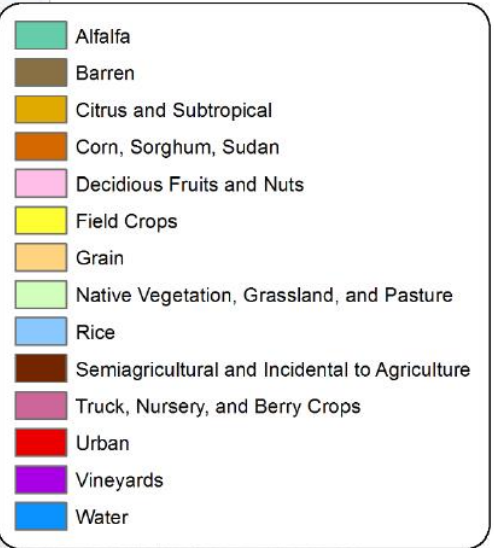 Alfalfa
Barren
Citrus and Subtropical
Corn, Sorghum, Sudan
Decidious Fruits and Nuts
Field Crops
Grain
Native Vegetation, Grassland, and Pasture
Rice
Semiagricultural and Incidental to Agriculture
Truck, Nursery, and Berry Crops
Urban
Vineyards
Water